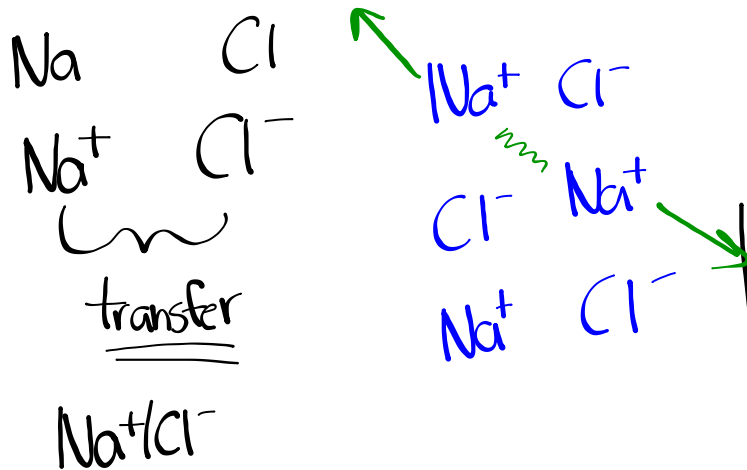 Na Cl
Na⁺ Cl⁻
transfer
Na⁺/Cl⁻
Na⁺ Cl⁻
Cl⁻ Na⁺
Na⁺ Cl⁻